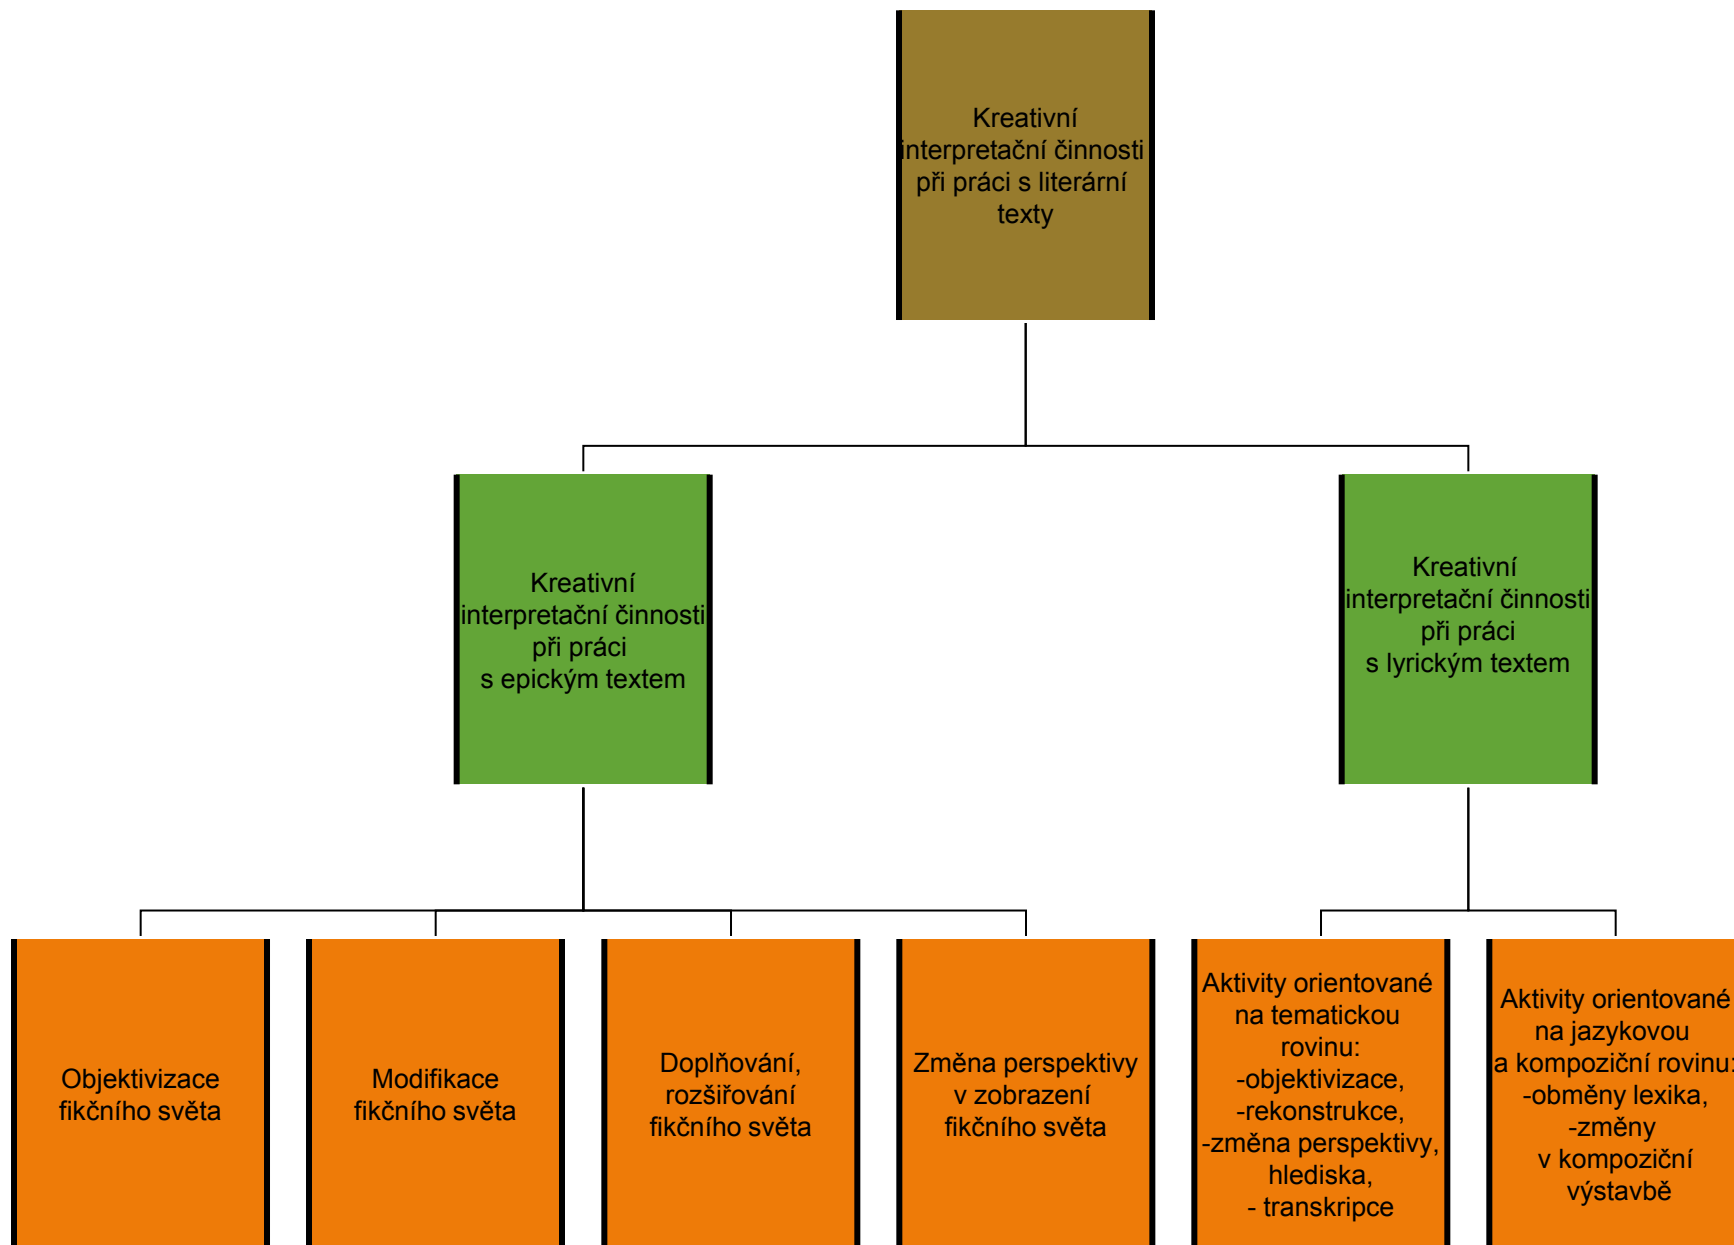 Kreativní
interpretační činnosti
při práci s literární
texty
Kreativní
interpretační činnosti
při práci
s epickým textem
Kreativní
interpretační činnosti
při práci
s lyrickým textem
Objektivizace
fikčního světa
Modifikace
fikčního světa
Doplňování,
rozšiřování
fikčního světa
Změna perspektivy
v zobrazení
fikčního světa
Aktivity orientované
na tematickou
rovinu:
-objektivizace,
-rekonstrukce,
-změna perspektivy,
hlediska,
- transkripce
Aktivity orientované
na jazykovou
a kompoziční rovinu:
-obměny lexika,
-změny
v kompoziční
výstavbě